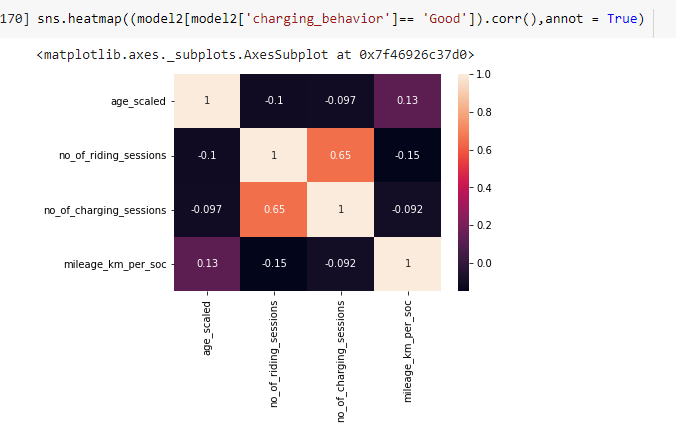 170] sns.heatmap((model2[model2['charging_behavior']== 'Good']).corr(),annot = True)
<matplotlib.axes._subplots.AxesSubplot at 0x7f46926c37d0>
age_scaled 1 -0.1 -0.097 0.13
no_of_riding_sessions -0.1 1 0.65 -0.15
no_of_charging_sessions -0.097 0.65 1 -0.092
mileage_km_per_soc 0.13 -0.15 -0.092 1
age_scaled
no_of_riding_sessions
no_of_charging_sessions
mileage_km_per_soc
1.0
0.8
0.6
0.4
0.2
0.0